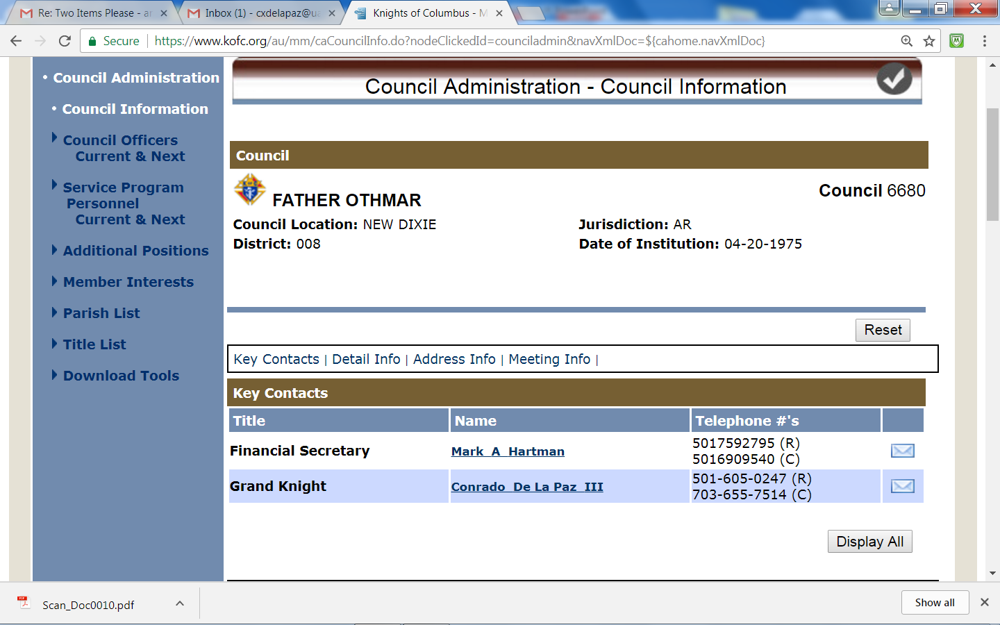 Re: Two Items Please - ar
Inbox (1) - cxdelapaz@ua
Knights of Columbus - M
Secure
https://www.kofc.org/au/mm/caCouncilInfo.do?nodeClickedId=counciladmin&navXmlDoc=${cahome.navXmlDoc}
• Council Administration
• Council Information
Council Officers
Current & Next
Service Program
Personnel
Current & Next
Additional Positions
Member Interests
Parish List
Title List
Download Tools
Council Administration - Council Information
Council
FATHER OTHMAR
Council 6680
Council Location: NEW DIXIE
Jurisdiction: AR
District: 008
Date of Institution: 04-20-1975
Reset
Key Contacts | Detail Info | Address Info | Meeting Info |
Key Contacts
Title Name Telephone #'s
Financial Secretary Mark A Hartman 5017592795 (R)
5016909540 (C)
Grand Knight Conrado De La Paz III 501-605-0247 (R)
703-655-7514 (C)
Display All
Scan_Doc0010.pdf
Show all